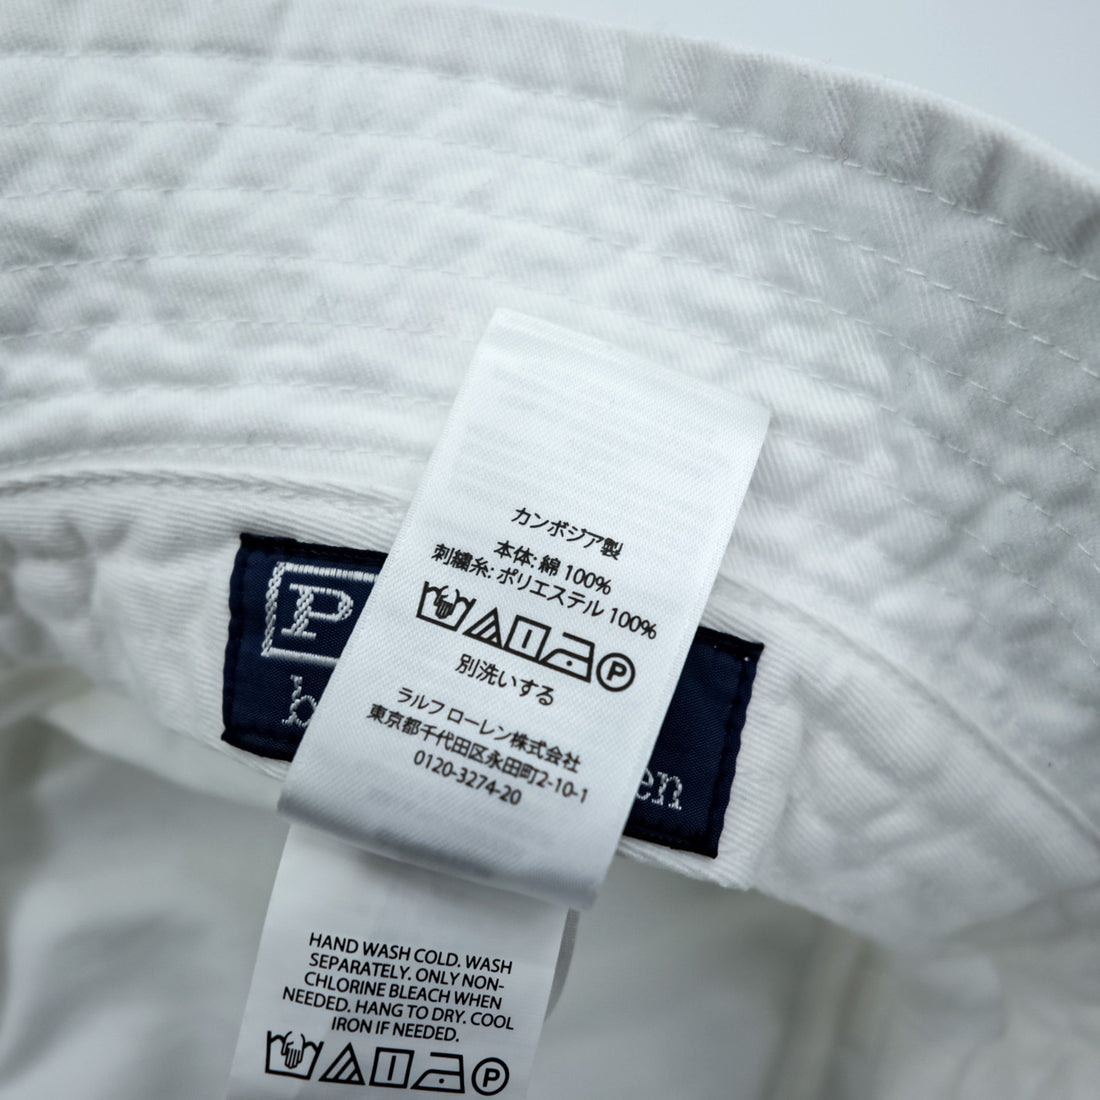 カンボジア製
本体: 綿 100%
刺繍糸: ポリエステル 100%
P
別洗いする
ラルフ ローレン株式会社
東京都千代田区永田町2-10-1
0120-3274-20
P
b
en
HAND WASH COLD. WASH
SEPARATELY. ONLY NON-
CHLORINE BLEACH WHEN
NEEDED. HANG TO DRY. COOL
IRON IF NEEDED.
P